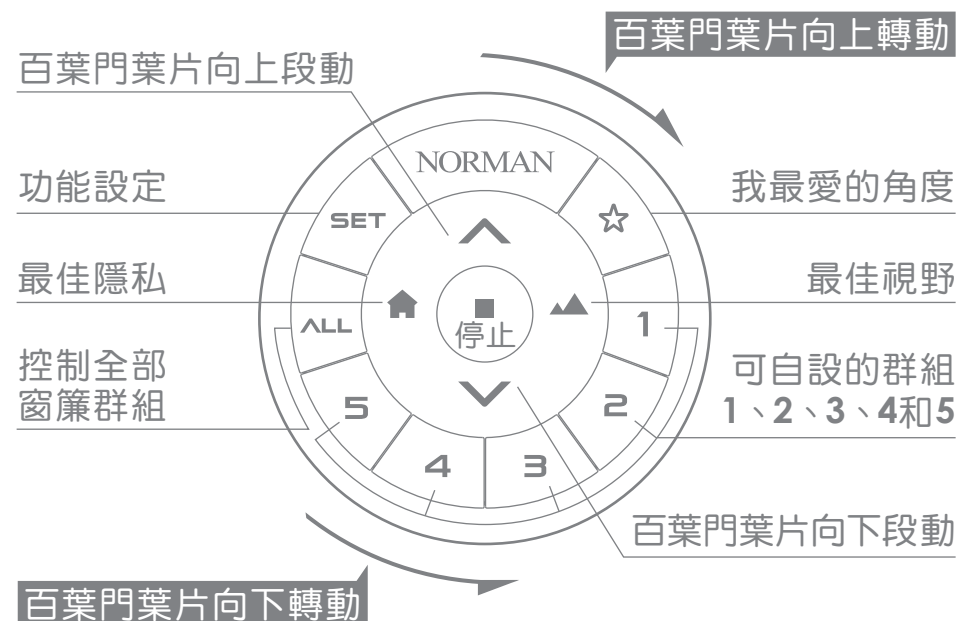 百葉門葉片向上轉動
百葉門葉片向上段動
NORMAN
功能設定
SET
我最愛的角度
最佳隱私
最佳視野
停止
ALL
1
控制全部
窗簾群組
可自設的群組
1、2、3、4和5
5
2
4
3
百葉門葉片向下段動
百葉門葉片向下轉動